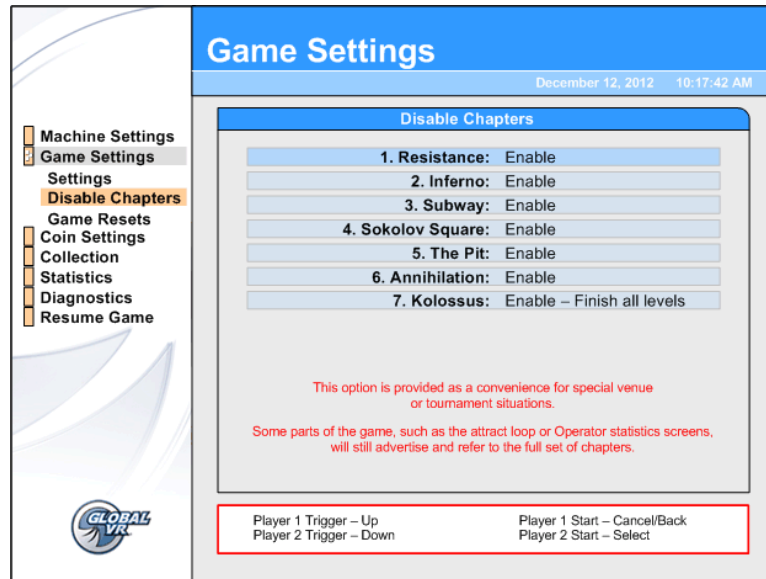 Game Settings
December 12, 2012 10:17:42 AM
Machine Settings
Game Settings
Settings
Disable Chapters
Game Resets
Coin Settings
Collection
Statistics
Diagnostics
Resume Game
GLOBAL
VR
Disable Chapters
1. Resistance: Enable
2. Inferno: Enable
3. Subway: Enable
4. Sokolov Square: Enable
5. The Pit: Enable
6. Annihilation: Enable
7. Kolossus: Enable – Finish all levels
This option is provided as a convenience for special venue
or tournament situations.
Some parts of the game, such as the attract loop or Operator statistics screens,
will still advertise and refer to the full set of chapters.
Player 1 Trigger – Up Player 1 Start – Cancel/Back
Player 2 Trigger – Down Player 2 Start – Select